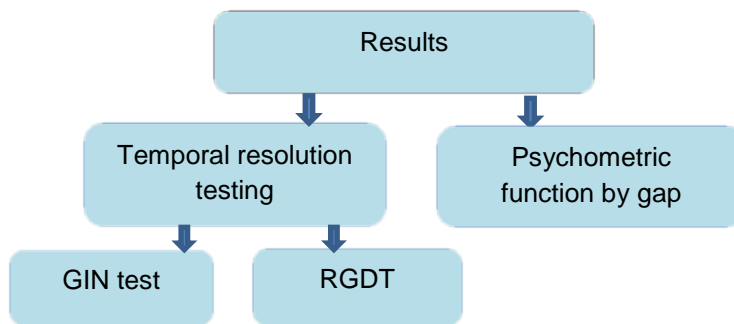 Results
Temporal resolution
testing
Psychometric
function by gap
GIN test
RGDT